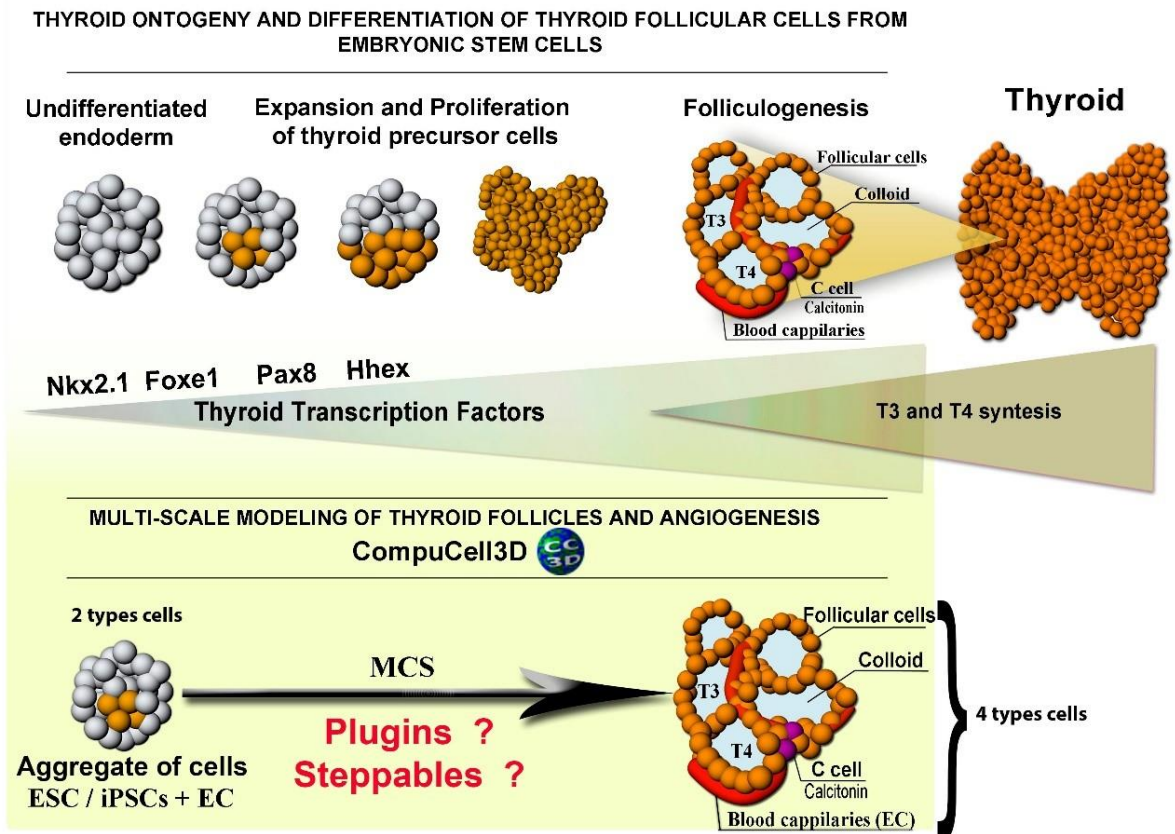 THYROID ONTOGENY AND DIFFERENTIATION OF THYROID FOLLICULAR CELLS FROM
EMBRYONIC STEM CELLS
Undifferentiated
endoderm
Expansion and Proliferation
of thyroid precursor cells
Folliculogenesis
Thyroid
Follicular cells
Colloid
T3
T4
C cell
Calcitonin
Blood cappilaries
Nkx2.1 Foxe1 Pax8 Hhex
Thyroid Transcription Factors
T3 and T4 syntesis
MULTI-SCALE MODELING OF THYROID FOLLICLES AND ANGIOGENESIS
CompuCell3D
CC
3D
2 types cells
MCS
Plugins ?
Steppables ?
Aggregate of cells
ESC / iPSCs + EC
Follicular cells
Colloid
T3
T4
C cell
Calcitonin
Blood cappilaries (EC)
4 types cells